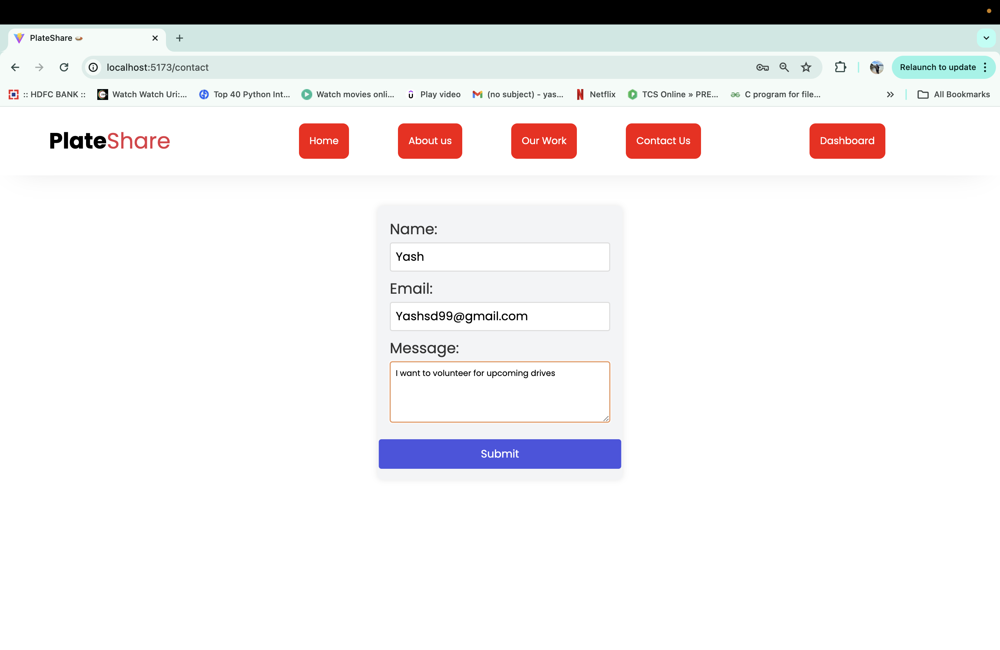 PlateShare
localhost:5173/contact
Relaunch to update
:: HDFC BANK :: Watch Watch Uri:... Top 40 Python Int... Watch movies onli... Play video (no subject) - yas... Netflix TCS Online » PRE... C program for file... All Bookmarks
PlateShare Home About us Our Work Contact Us Dashboard
Name:
Yash
Email:
Yashsd99@gmail.com
Message:
I want to volunteer for upcoming drives
Submit